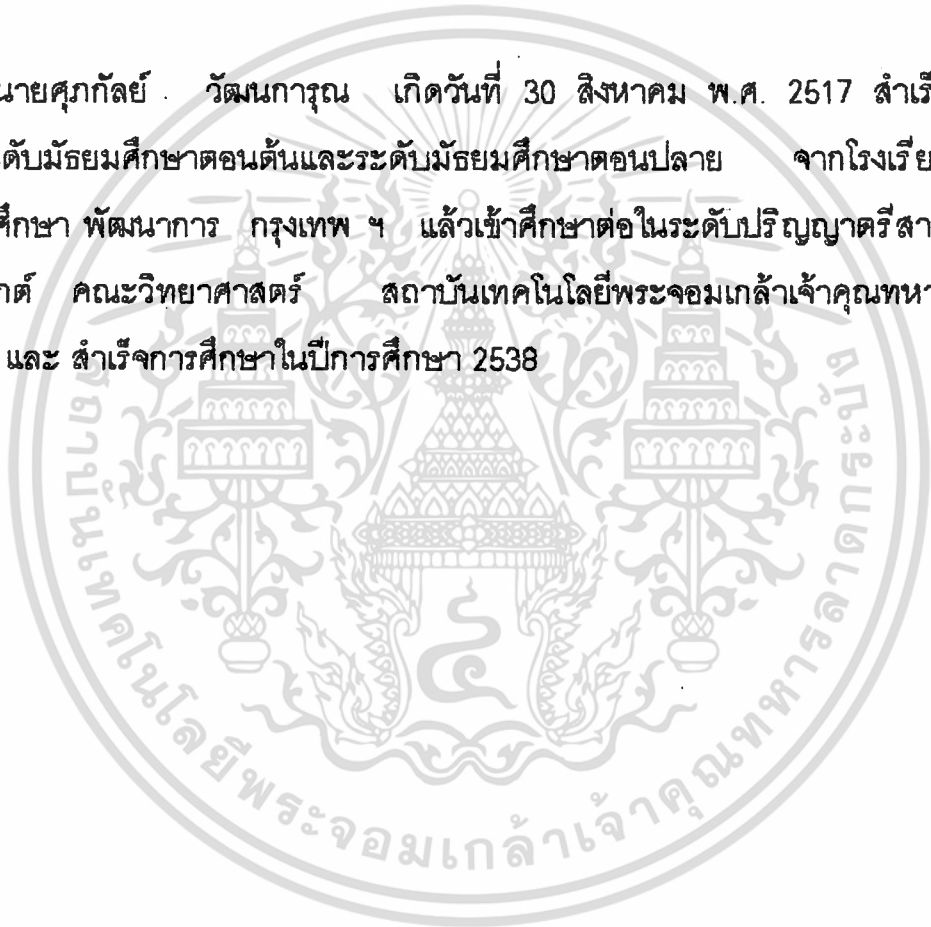 นายศุภกัลย์ วัฒนการุณ เกิดวันที่ 30 สิงหาคม พ.ศ. 2517 สำเร็
ดับมัธยมศึกษาตอนต้นและระดับมัธยมศึกษาตอนปลาย จากโรงเรีย
ศึกษา พัฒนาการ กรุงเทพ ฯ แล้วเข้าศึกษาต่อในระดับปริญญาตรีสา
กต์ คณะวิทยาศาสตร์ สถาบันเทคโนโลยีพระจอมเกล้าเจ้าคุณทหา
และ สำเร็จการศึกษาในปีการศึกษา 2538
สถาบันเทคโนโลยีพระจอมเกล้าเจ้าคุณทหารลาดกระบัง
๔